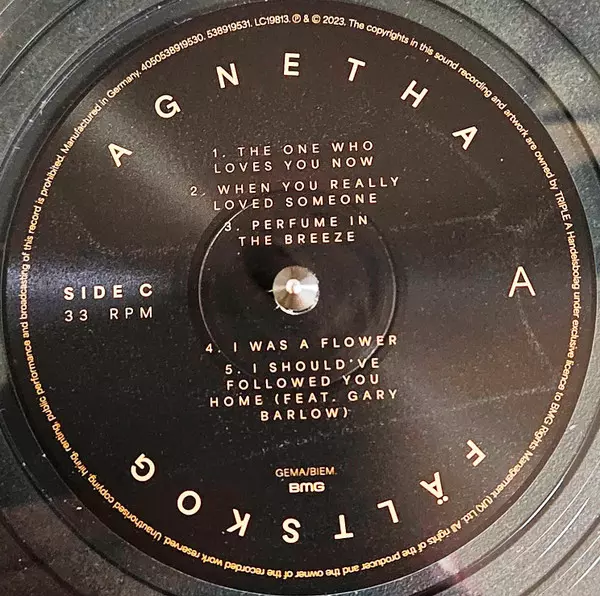 AGNETHA
1. THE ONE WHO
LOVES YOU NOW
2. WHEN YOU REALLY
LOVED SOMEONE
3. PERFUME IN
THE BREEZE
SIDE C
33 RPM
A
4. I WAS A FLOWER
5. I SHOULD'VE
FOLLOWED YOU
HOME (FEAT. GARY
BARLOW)
GEMA/BIEM.
BMG
FÄLTSKOG
Unauthorised copying, hiring, renting, public performance and broadcasting of this record is prohibited. Manufactured in Germany. 4050538919530. 538919531. LC19813. ℗ & © 2023. The copyrights in this sound recording and artwork are owned by TRIPLE A Handelsbolag under exclusive licence to BMG Rights Management (UK) Ltd. All rights of the producer and the owner of the recorded work reserved.